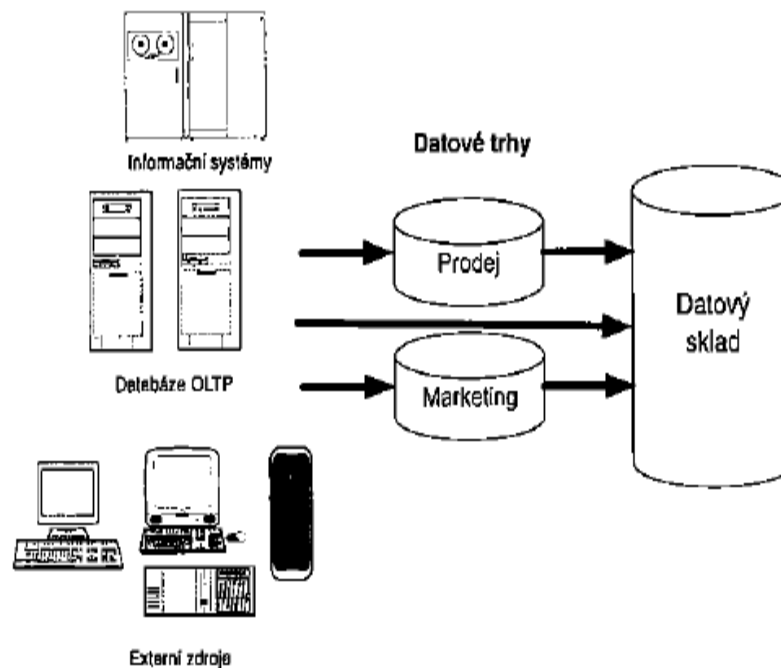 Informační systémy
Datové trhy
Prodej
Datový
sklad
Databáze OLTP
Marketing
Externí zdroje